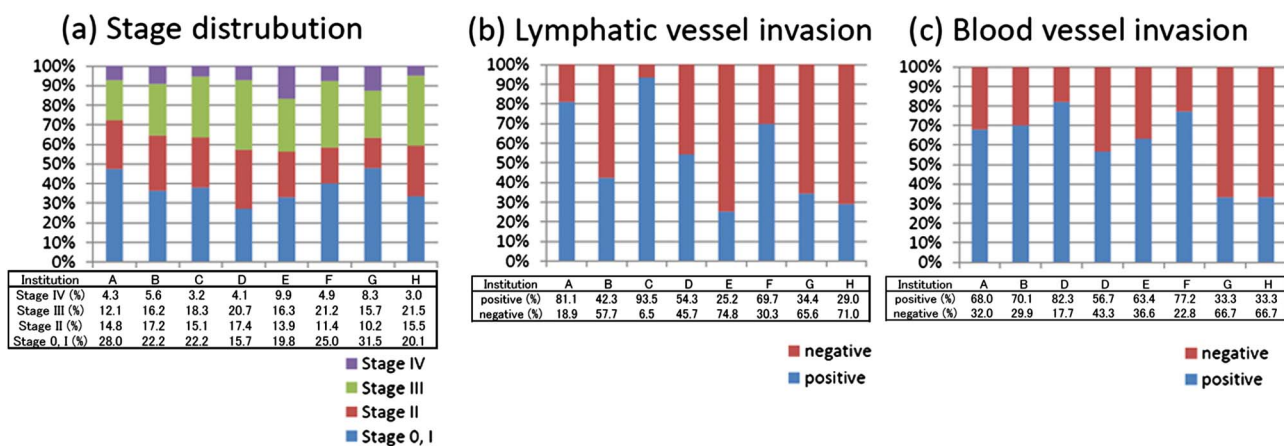 (a) Stage distrubution
100%
90%
80%
70%
60%
50%
40%
30%
20%
10%
0%
Institution A B C D E F G H
Stage IV (%) 4.3 5.6 3.2 4.1 9.9 4.9 8.3 3.0
Stage III (%) 12.1 16.2 18.3 20.7 16.3 21.2 15.7 21.5
Stage II (%) 14.8 17.2 15.1 17.4 13.9 11.4 10.2 15.5
Stage 0, I (%) 28.0 22.2 22.2 15.7 19.8 25.0 31.5 20.1
Stage IV
Stage III
Stage II
Stage 0, I
(b) Lymphatic vessel invasion
100%
90%
80%
70%
60%
50%
40%
30%
20%
10%
0%
Institution A B C D E F G H
positive (%) 81.1 42.3 93.5 54.3 25.2 69.7 34.4 29.0
negative (%) 18.9 57.7 6.5 45.7 74.8 30.3 65.6 71.0
negative
positive
(c) Blood vessel invasion
100%
90%
80%
70%
60%
50%
40%
30%
20%
10%
0%
Institution A B D D E F G H
positive (%) 68.0 70.1 82.3 56.7 63.4 77.2 33.3 33.3
negative (%) 32.0 29.9 17.7 43.3 36.6 22.8 66.7 66.7
negative
positive